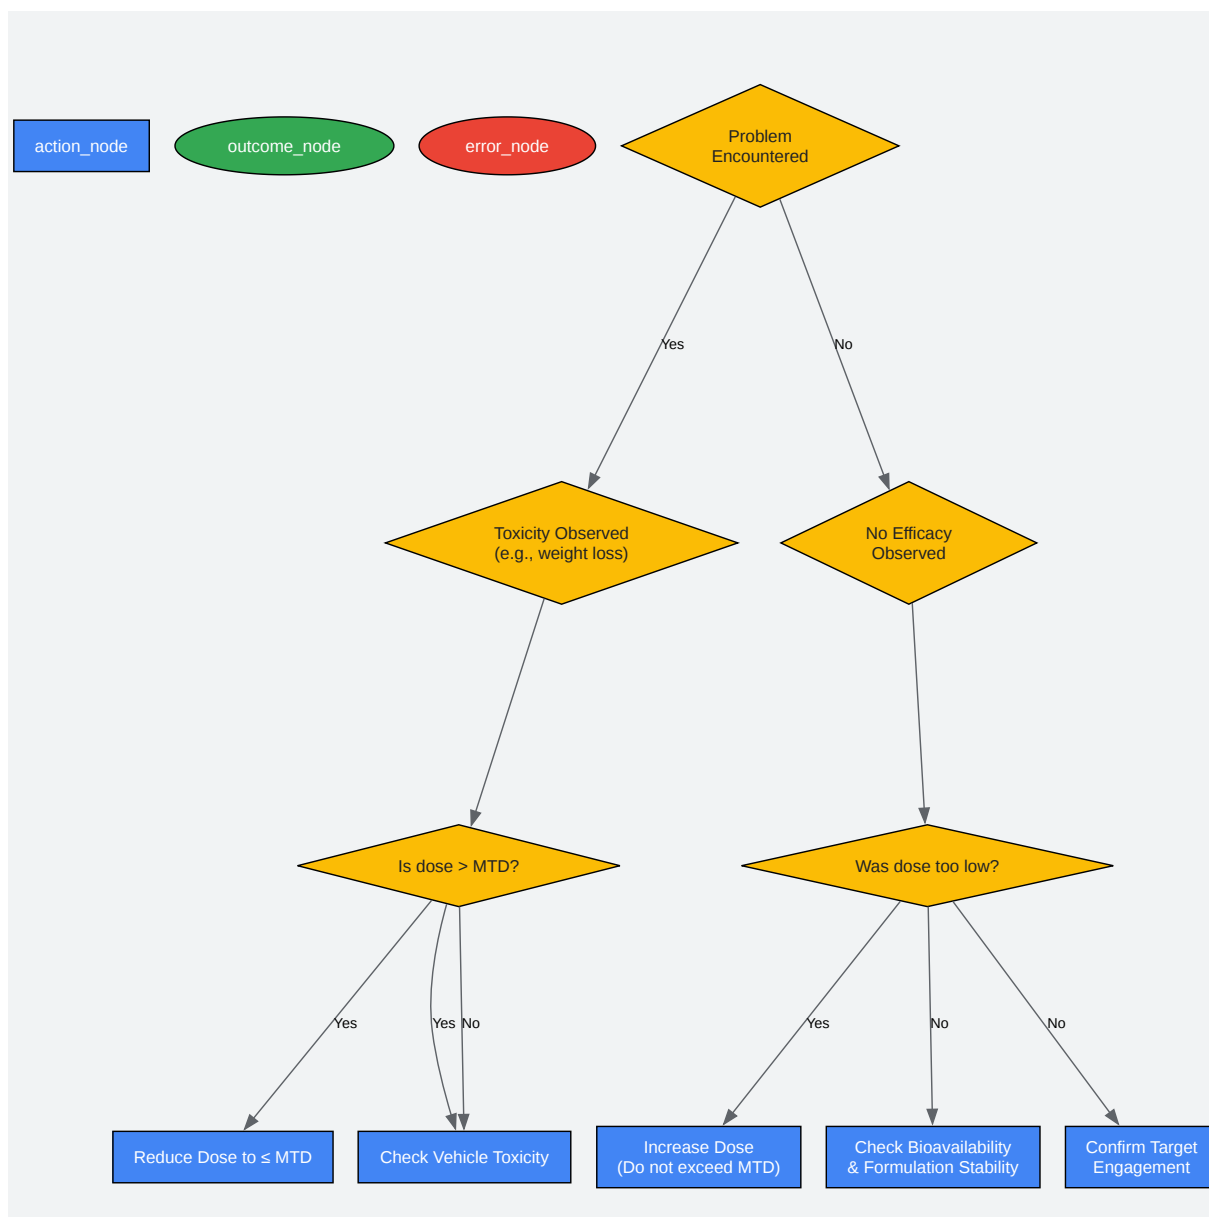 action_node
outcome_node
error_node
Problem
Encountered
Yes
No
Toxicity Observed
(e.g., weight loss)
No Efficacy
Observed
Is dose > MTD?
Was dose too low?
Yes
Yes
No
Yes
No
No
Reduce Dose to ≤ MTD
Check Vehicle Toxicity
Increase Dose
(Do not exceed MTD)
Check Bioavailability
& Formulation Stability
Confirm Target
Engagement